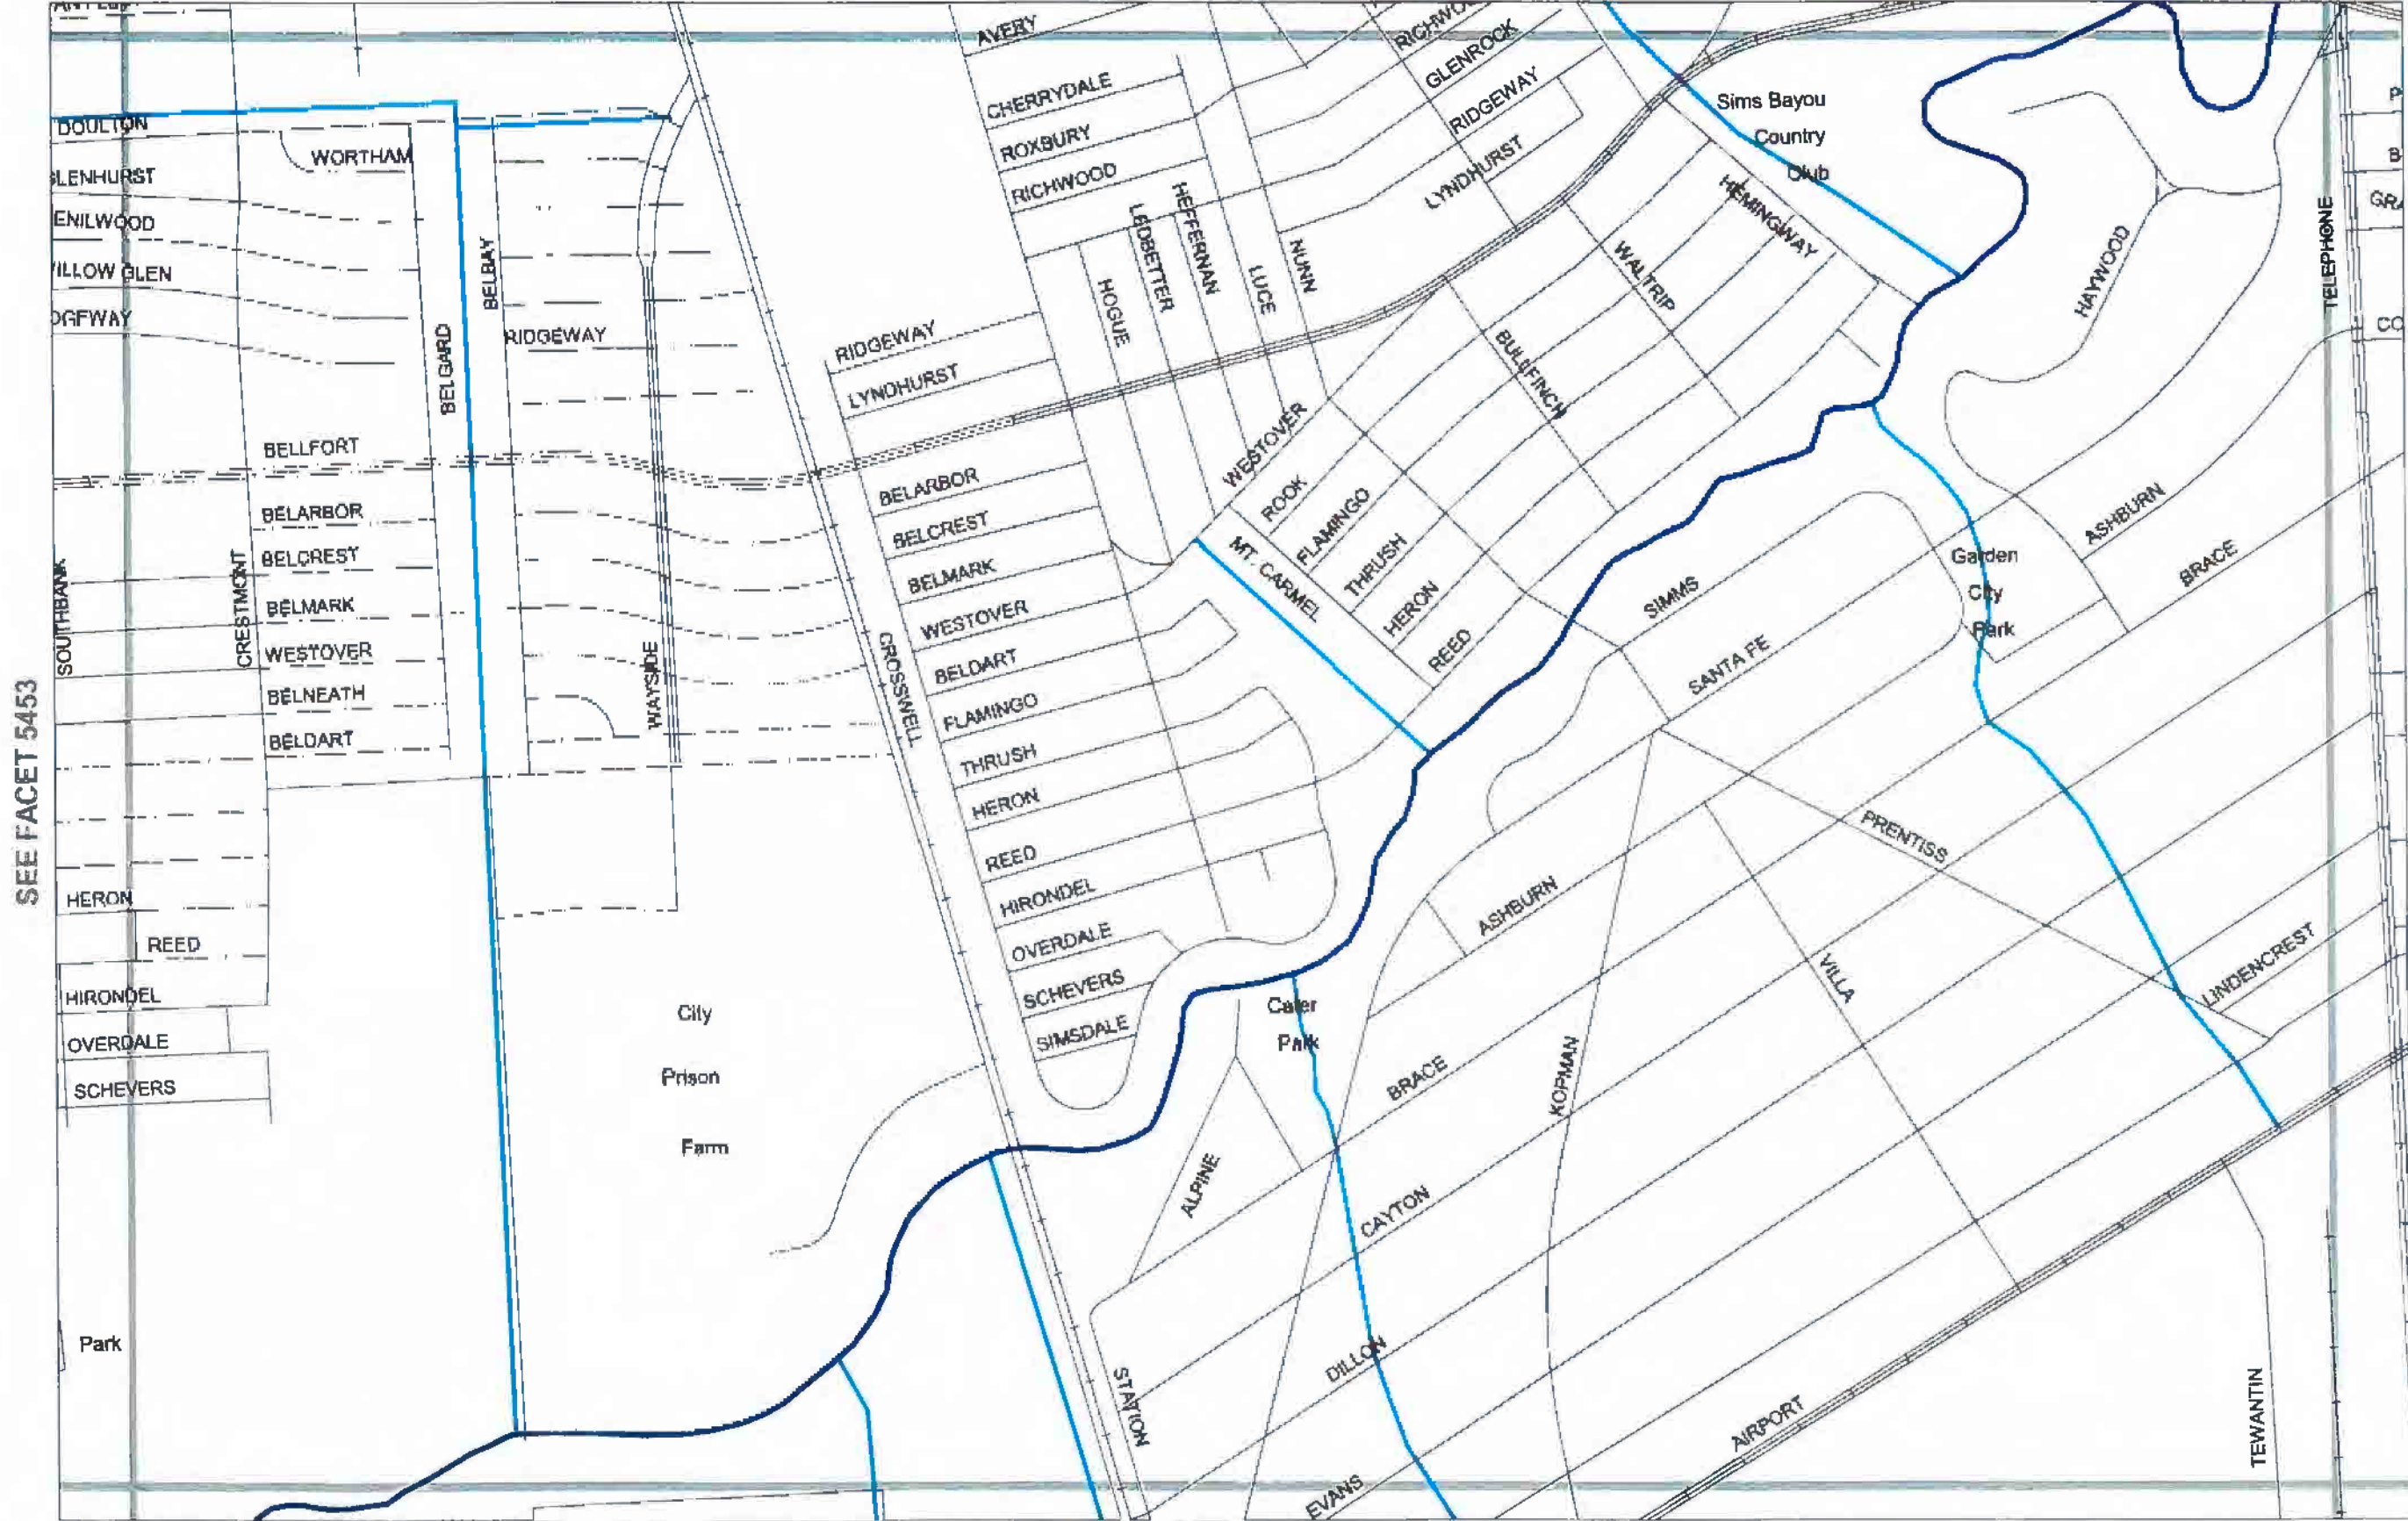 AVERY
GLENROCK
CHERRYDALE
RIDGEWAY
Sims Bayou
Country
Club
DOULTON
WORTHAM
ROXBURY
LYNDHURST
RICHWOOD
HEMINGWAY
TELEPHONE
HEFFERNAN
LEDBETTER
HAYWOOD
WALTRIP
NUNN
LUCE
HOGUE
BELBAY
BELGARD
RIDGEWAY
RIDGEWAY
LYNDHURST
BULLFINCH
BELLFORT
WESTOVER
BELARBOR
BELARBOR
ROOK
FLAMINGO
BELCREST
BELCREST
THRUSH
MT. CARMEL
HERON
REED
BELMARK
BELMARK
ASHBURN
BRACE
Garden
City
Park
SIMMS
SANTA FE
SOUTHBANK
CRESTMONT
WESTOVER
WESTOVER
BELNEATH
BELDART
BELDART
WAYSIDE
CROSSWELL
FLAMINGO
THRUSH
HERON
REED
HIRONDEL
OVERDALE
SCHEVERS
SIMSDALE
SEE FACET 5453
HERON
REED
HIRONDEL
OVERDALE
SCHEVERS
City
Prison
Farm
PRENTISS
ASHBURN
VILLA
LINDENCREST
Park
BRACE
KOPMAN
ALPINE
CAYTON
DILLON
STATION
AIRPORT
EVANS
TEWANTIN
Park